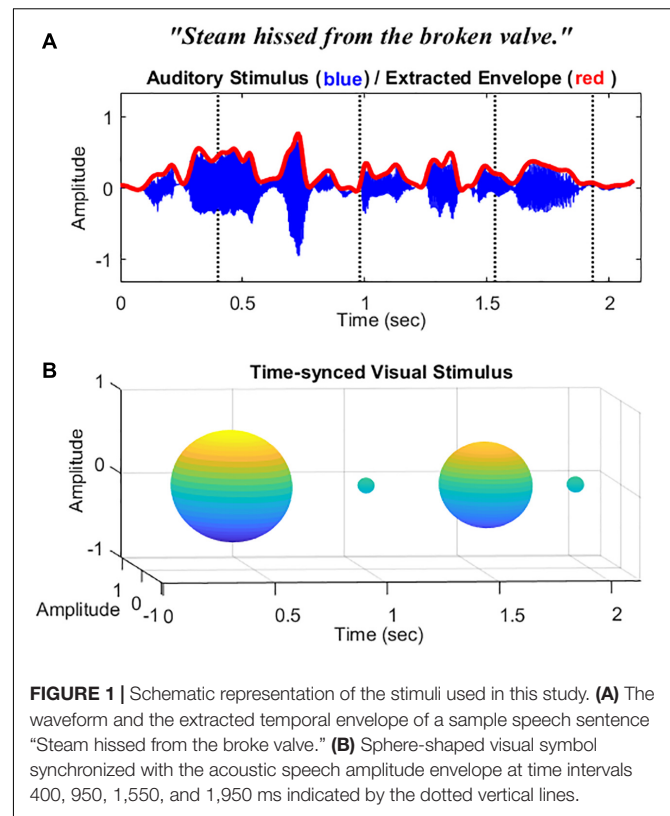 A
"Steam hissed from the broken valve."
Auditory Stimulus (blue) / Extracted Envelope (red )
1
0
-1
Amplitude
0 0.5 1 1.5 2
Time (sec)
B
Time-synced Visual Stimulus
1
0
-1
Amplitude
1
0
-1
Amplitude
0 0.5 1 1.5 2
Time (sec)
FIGURE 1 | Schematic representation of the stimuli used in this study. (A) The
waveform and the extracted temporal envelope of a sample speech sentence
“Steam hissed from the broke valve.” (B) Sphere-shaped visual symbol
synchronized with the acoustic speech amplitude envelope at time intervals
400, 950, 1,550, and 1,950 ms indicated by the dotted vertical lines.